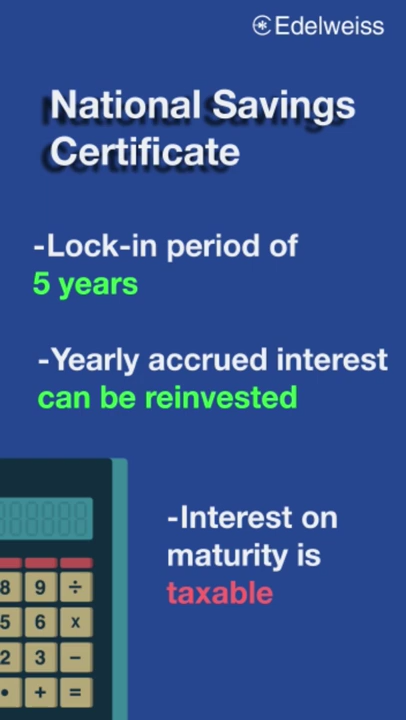 Edelweiss
National Savings
Certificate
-Lock-in period of
5 years
-Yearly accrued interest
can be reinvested
-Interest on
maturity is
taxable
8 9 ÷
5 6 x
2 3 −
• + =